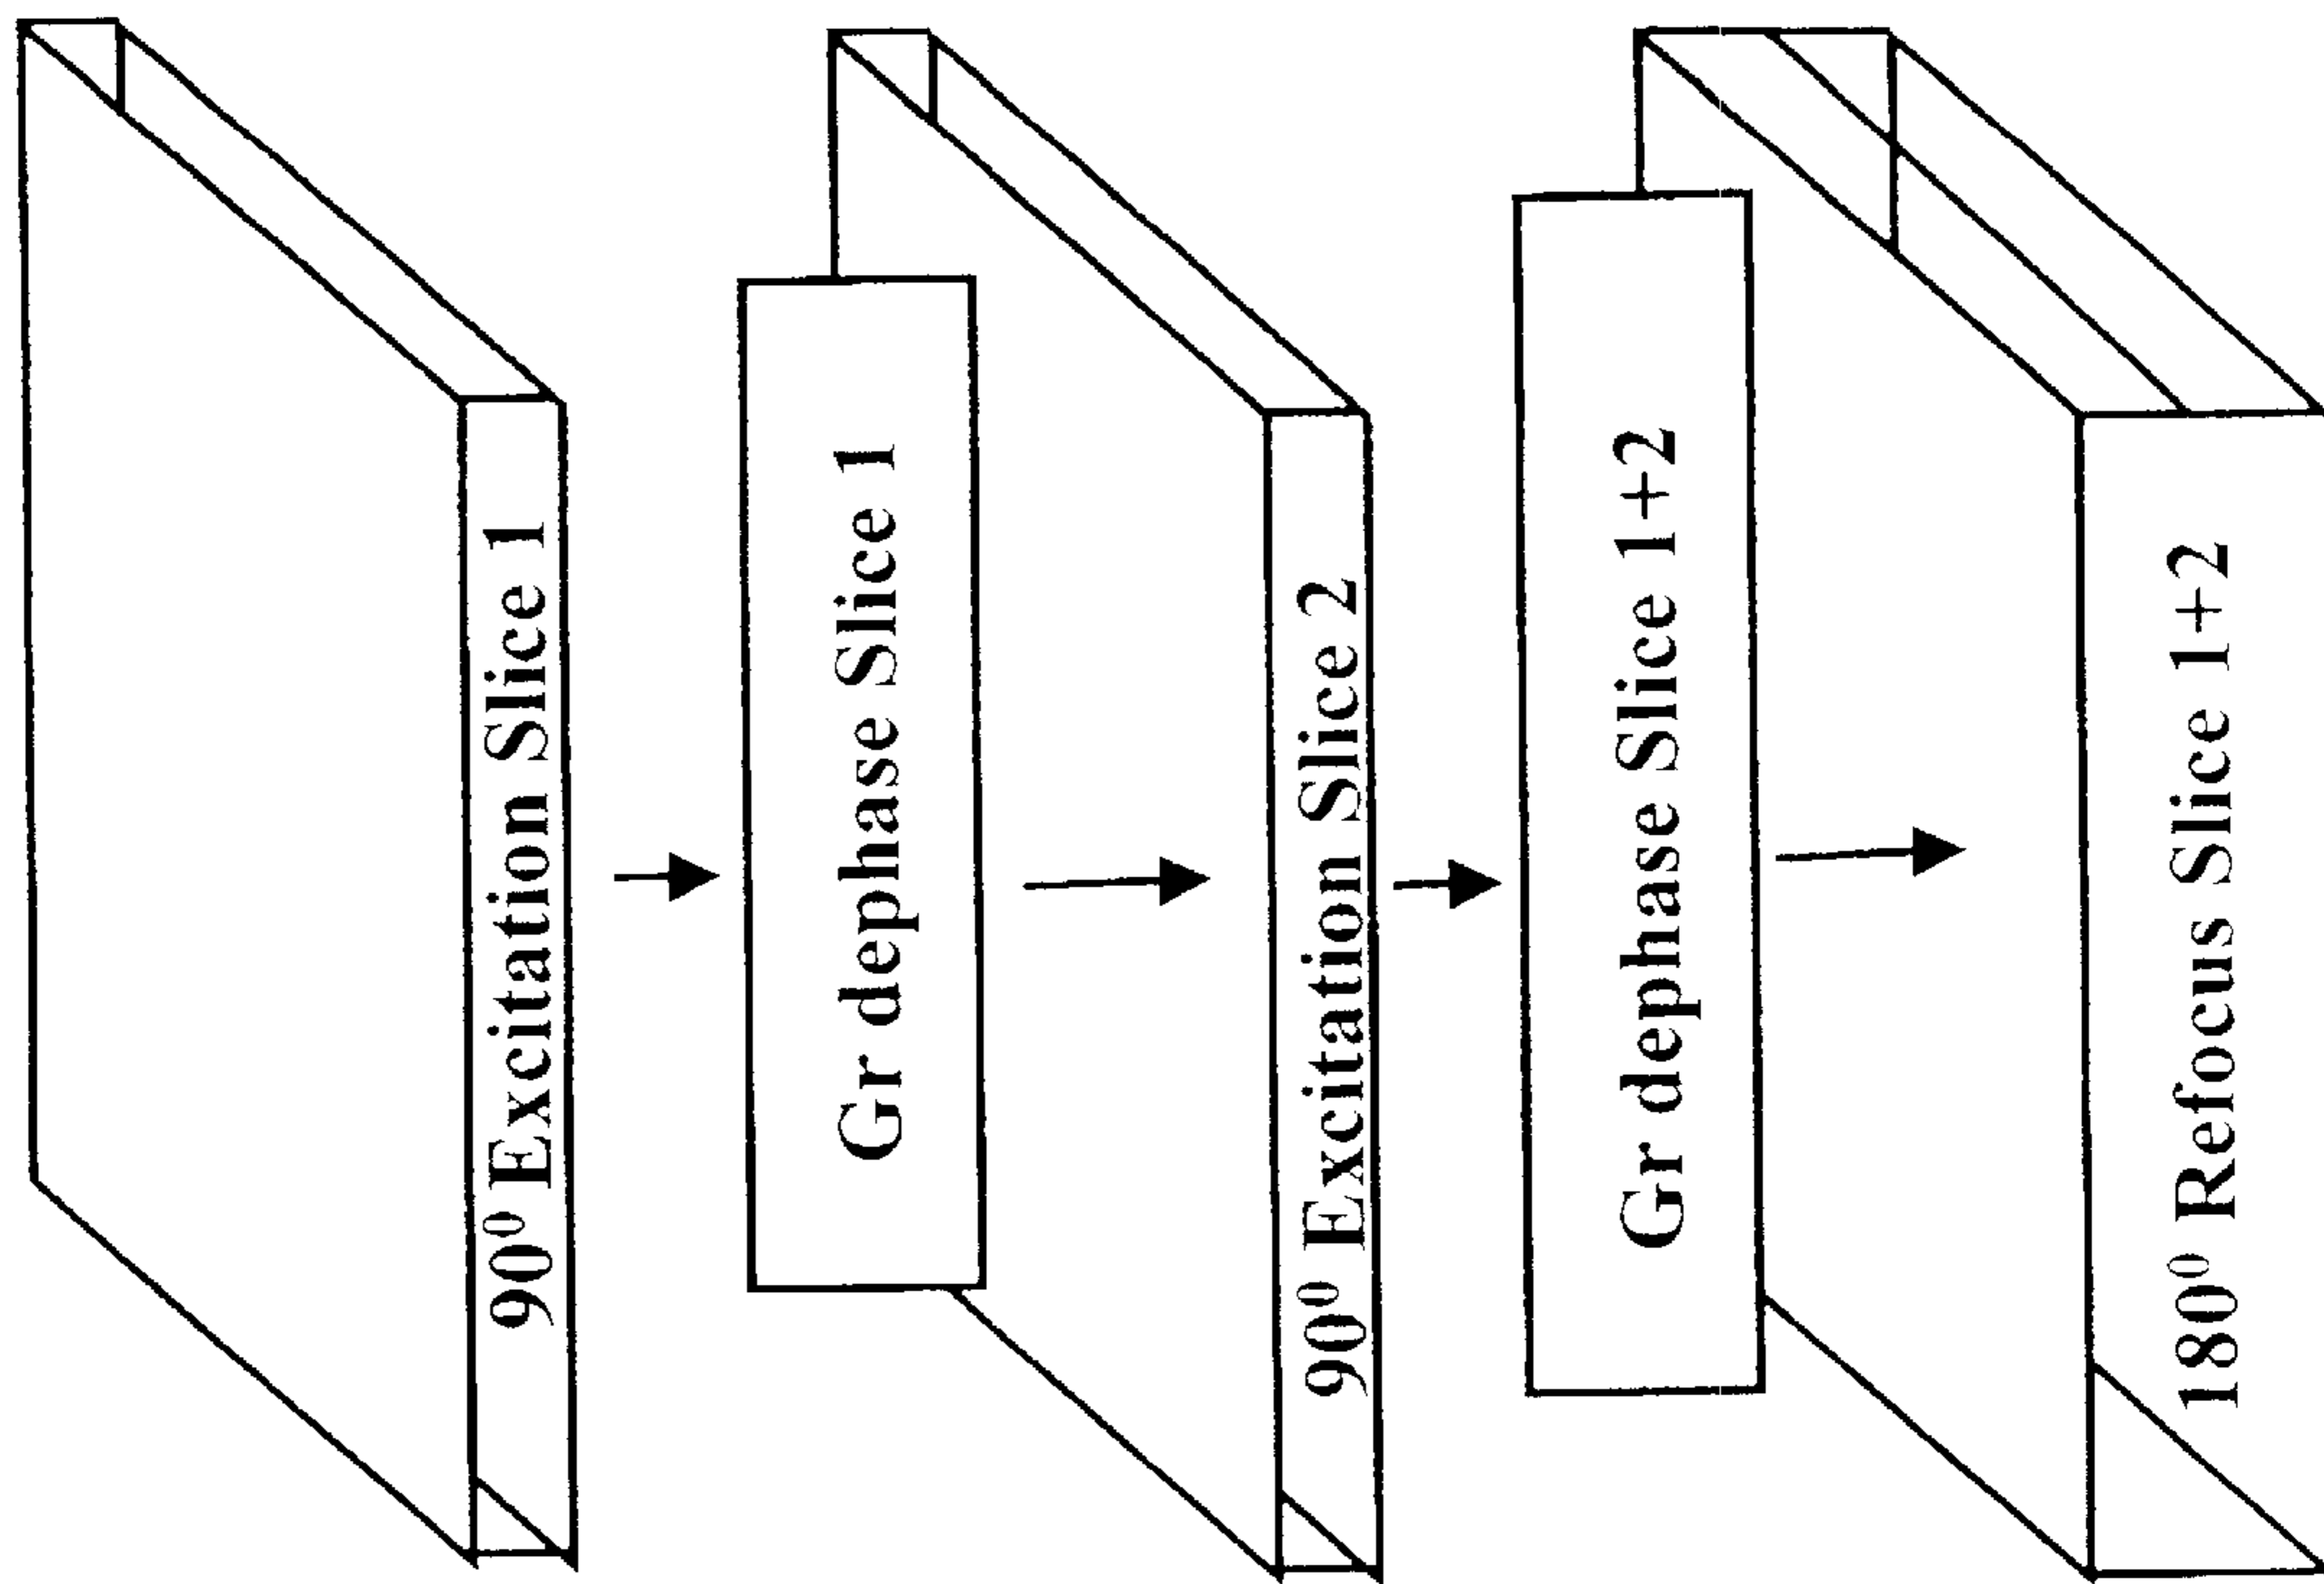 90⁰ Excitation Slice 1
Gr dephase Slice 1
90⁰ Excitation Slice 2
Gr dephase Slice 1+2
180⁰ Refocus Slice 1+2